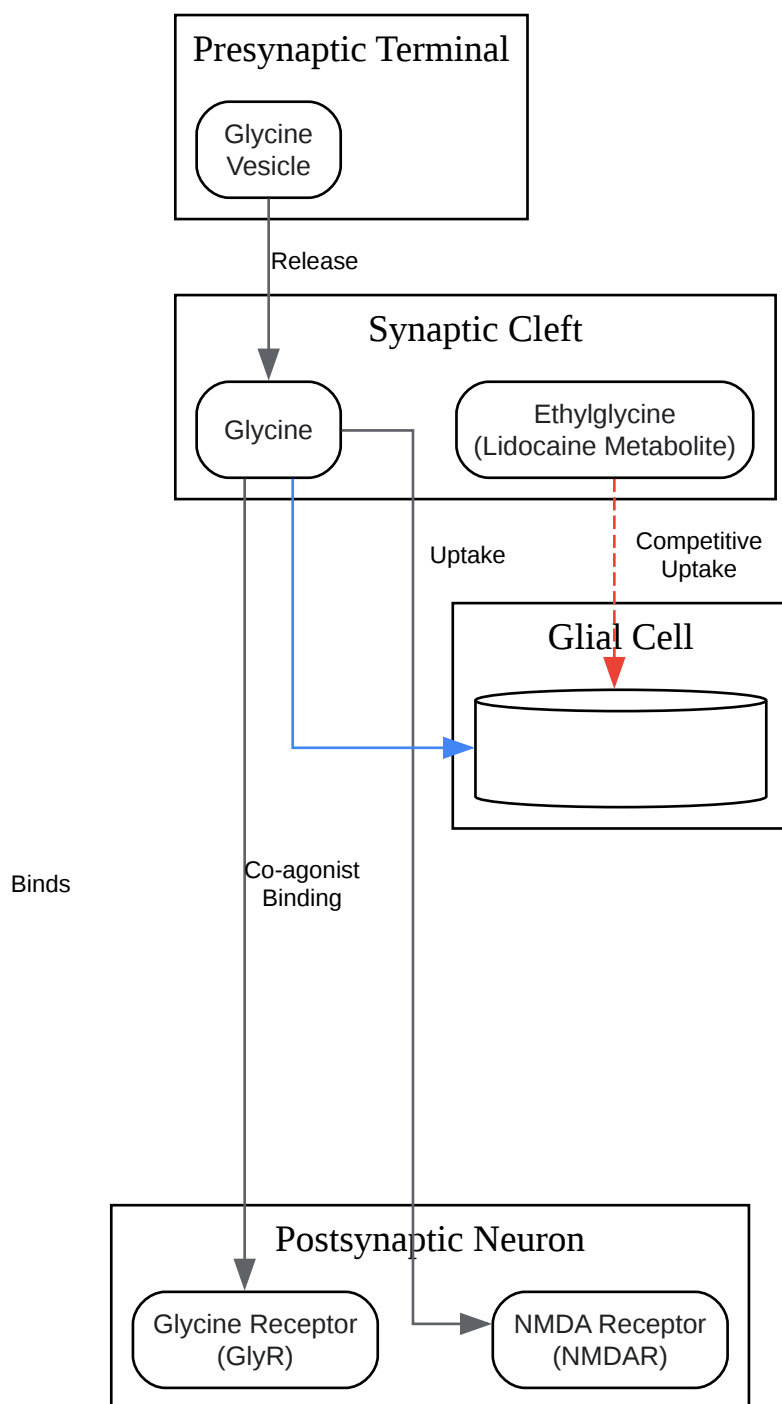 Presynaptic Terminal
Glycine
Vesicle
Release
Synaptic Cleft
Glycine
Ethylglycine
(Lidocaine Metabolite)
Uptake
Competitive
Uptake
Glial Cell
Binds
Co-agonist
Binding
Postsynaptic Neuron
Glycine Receptor
(GlyR)
NMDA Receptor
(NMDAR)